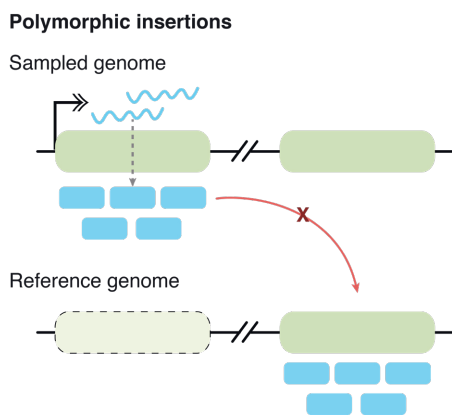 Polymorphic insertions
Sampled genome
X
Reference genome